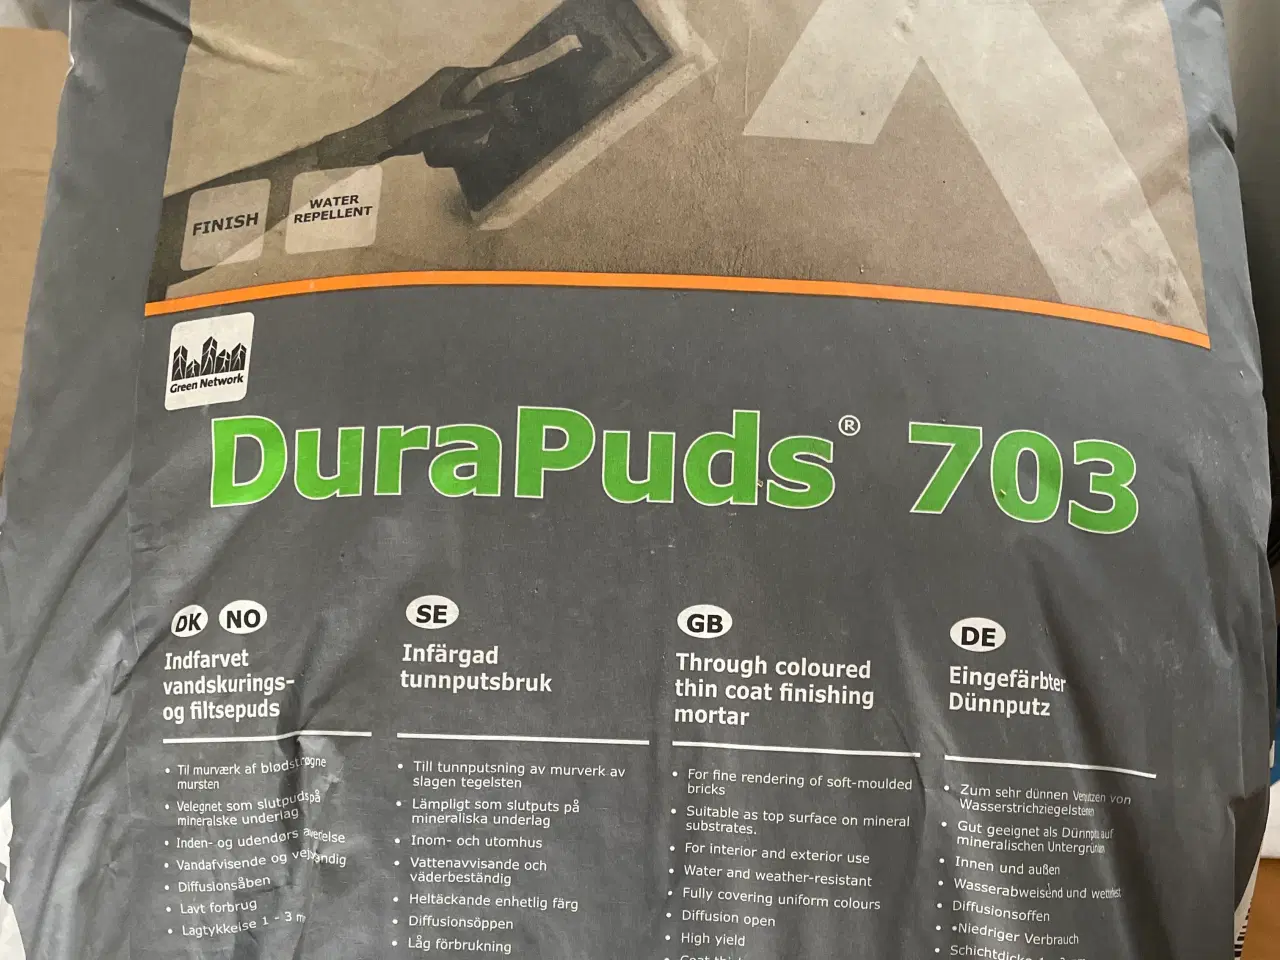 FINISH
WATER
REPELLENT
Green Network
DuraPuds® 703
DK NO
Indfarvet
vandskurings-
og filtsepuds
• Til murværk af blødstrøgne
mursten
• Velegnet som slutpuds på
mineralske underlag
• Inden- og udendørs
• Vandafvisende og
• Diffusionsåben
• Lavt forbrug
• Lagtykkelse 1 - 3
SE
Infärgad
tunnputsbruk
• Till tunnputsning av murverk av
slagen tegelsten
• Lämpligt som slutputs på
mineraliska underlag
• Inom- och utomhus
• Vattenavvisande och
väderbeständig
• Heltäckande enhetlig färg
• Diffusionsöppen
• Låg förbrukning
GB
Through coloured
thin coat finishing
mortar
• For fine rendering of soft-moulded
bricks
• Suitable as top surface on mineral
substrates.
• For interior and exterior use
• Water and weather-resistant
• Fully covering uniform colours
• Diffusion open
• High yield
DE
Eingefärbter
Dünnputz
• Zum sehr dünnen Verputzen von
Wasserstrichziegelsteinen
• Gut geeignet als Dünnputz auf
mineralischen Untergründen
• Innen und außen
• Wasserabweisend und wetterfest
• Diffusionsoffen
• •Niedriger Verbrauch